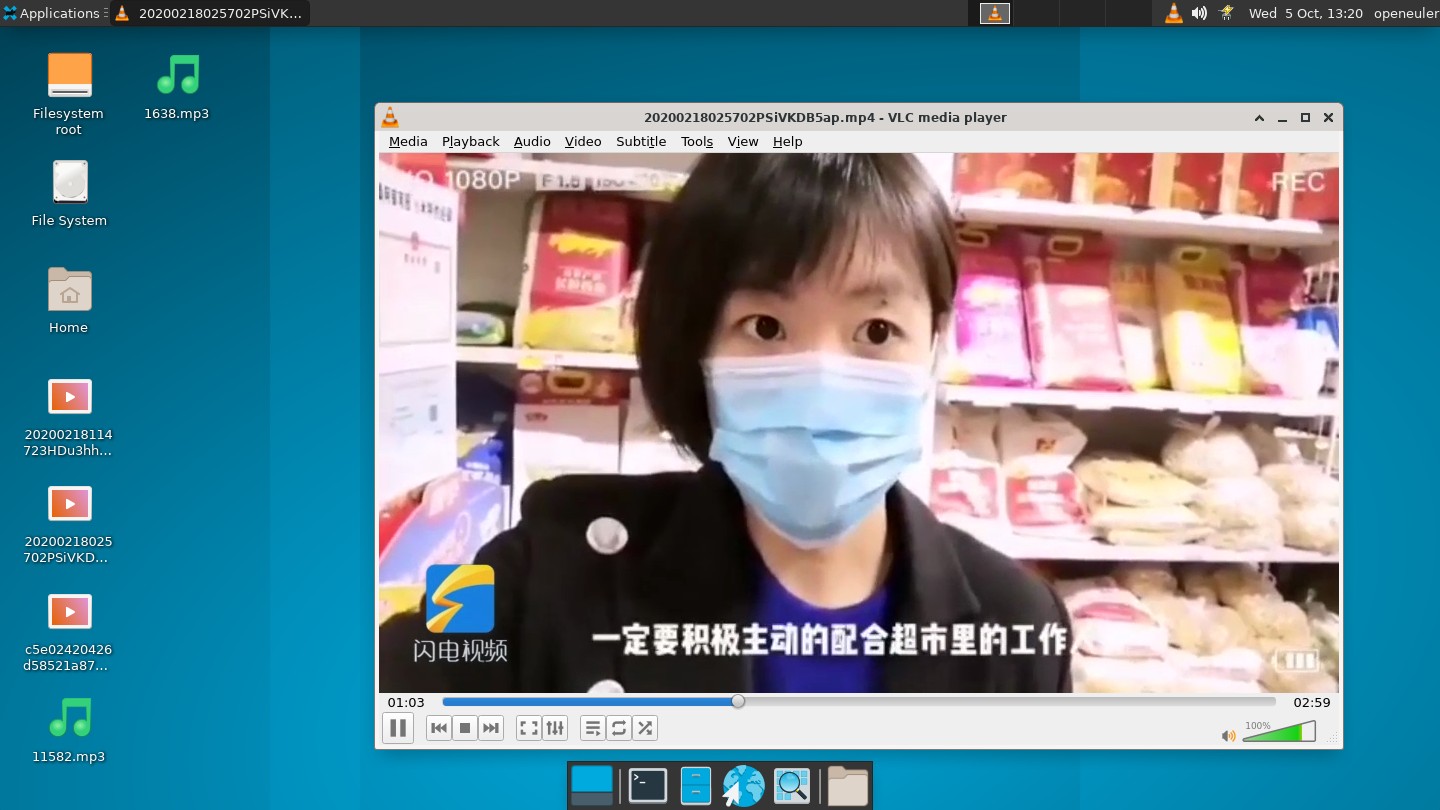 Applications
20200218025702PSiVK...
Wed 5 Oct, 13:20
openeuler
Filesystem
root
1638.mp3
File System
Home
20200218114
723HDu3hh...
20200218025
702PSiVKD...
c5e02420426
d58521a87...
11582.mp3
20200218025702PSiVKDB5ap.mp4 - VLC media player
Media Playback Audio Video Subtitle Tools View Help
1080P
REC
闪电视频
一定要积极主动的配合超市里的工作人
01:03
02:59
100%